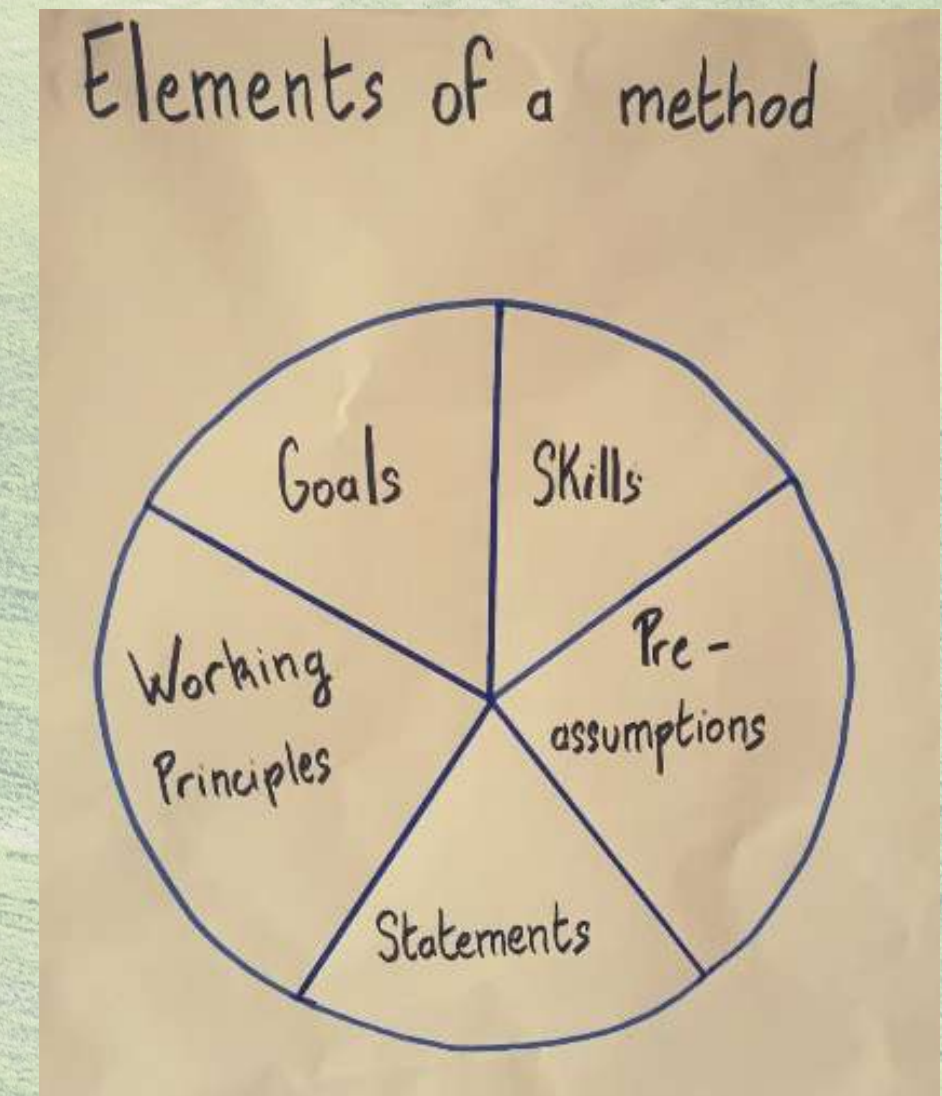 Elements of a method
Goals
Skills
Pre-
assumptions
Working
Principles
Statements